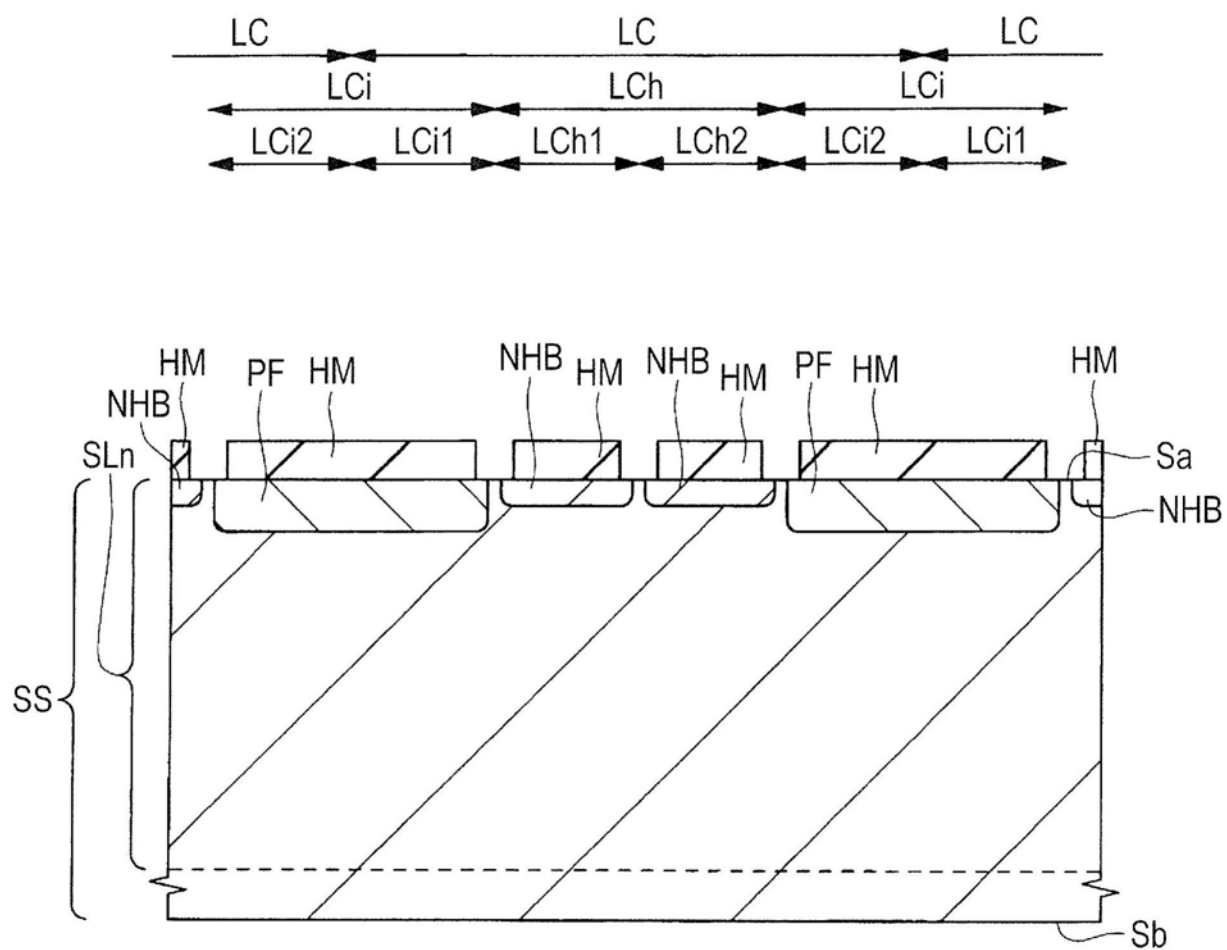 LC LC LC
LCi LCh LCi
LCi2 LCi1 LCh1 LCh2 LCi2 LCi1
HM PF HM NHB HM NHB HM PF HM HM
NHB
SLn Sa
NHB
SS
Sb